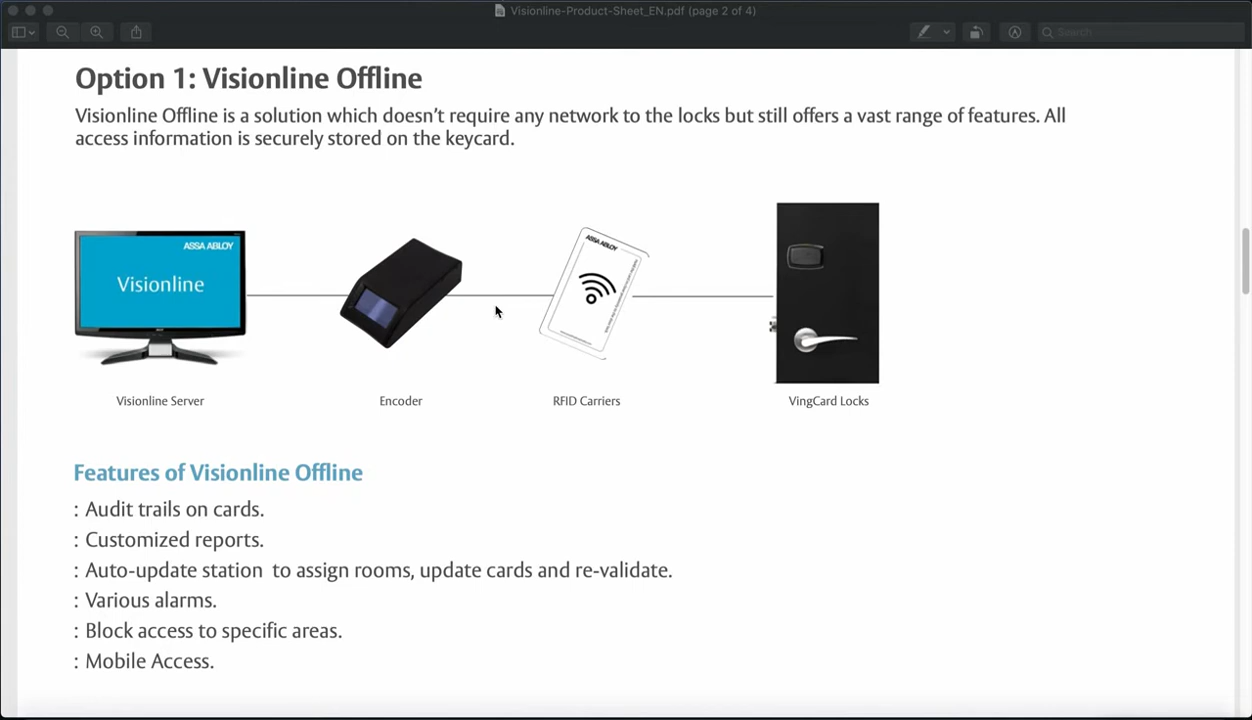 Visionline-Product-Sheet_EN.pdf (page 2 of 4)
Search
Option 1: Visionline Offline
Visionline Offline is a solution which doesn't require any network to the locks but still offers a vast range of features. All
access information is securely stored on the keycard.
ASSA ABLOY
Visionline
ASSA ABLOY
Visionline Server
Encoder
RFID Carriers
VingCard Locks
Features of Visionline Offline
: Audit trails on cards.
: Customized reports.
: Auto-update station to assign rooms, update cards and re-validate.
: Various alarms.
: Block access to specific areas.
: Mobile Access.